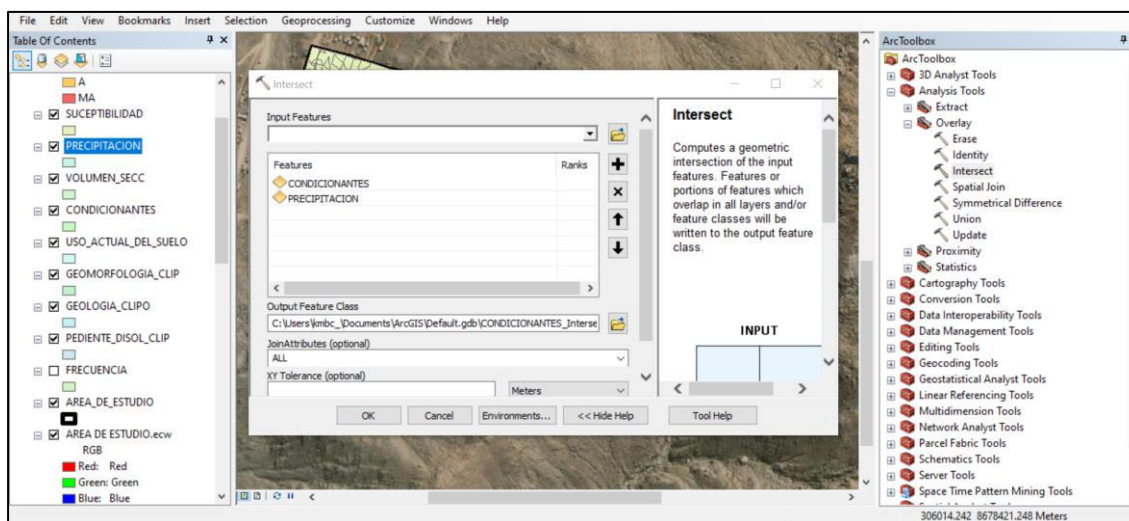 File Edit View Bookmarks Insert Selection Geoprocessing Customize Windows Help
Table Of Contents
A
MA
SUCEPTIBILIDAD
PRECIPITACION
VOLUMEN_SECC
CONDICIONANTES
USO_ACTUAL_DEL_SUELO
GEOMORFOLOGIA_CLIP
GEOLOGIA_CLIPO
PEDIENTE_DISOL_CLIP
FRECUENCIA
AREA_DE_ESTUDIO
AREA DE ESTUDIO.ecw
RGB
Red: Red
Green: Green
Blue: Blue
Intersect
Input Features
Features Ranks
CONDICIONANTES
PRECIPITACION
Output Feature Class
C:\Users\kmbc_\Documents\ArcGIS\Default.gdb\CONDICIONANTES_Interse
JoinAttributes (optional)
ALL
XY Tolerance (optional)
Meters
OK Cancel Environments... << Hide Help Tool Help
Intersect
Computes a geometric
intersection of the input
features. Features or
portions of features which
overlap in all layers and/or
feature classes will be
written to the output feature
class.
INPUT
ArcToolbox
ArcToolbox
3D Analyst Tools
Analysis Tools
Extract
Overlay
Erase
Identity
Intersect
Spatial Join
Symmetrical Difference
Union
Update
Proximity
Statistics
Cartography Tools
Conversion Tools
Data Interoperability Tools
Data Management Tools
Editing Tools
Geocoding Tools
Geostatistical Analyst Tools
Linear Referencing Tools
Multidimension Tools
Network Analyst Tools
Parcel Fabric Tools
Schematics Tools
Server Tools
Space Time Pattern Mining Tools
306014.242 8678421.248 Meters